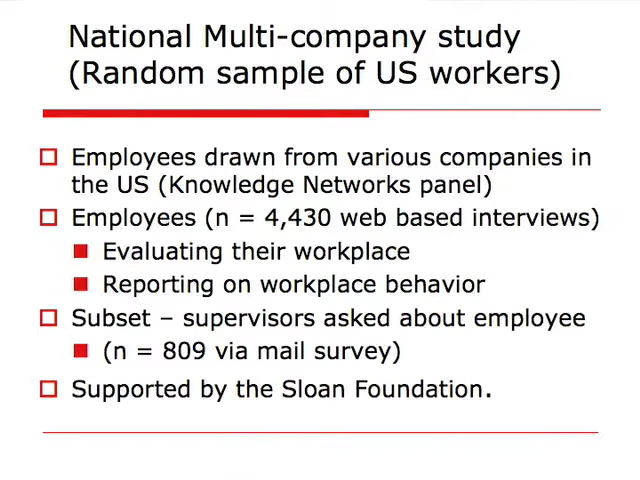 National Multi-company study
(Random sample of US workers)
Employees drawn from various companies in
the US (Knowledge Networks panel)
Employees (n = 4,430 web based interviews)
Evaluating their workplace
Reporting on workplace behavior
Subset – supervisors asked about employee
(n = 809 via mail survey)
Supported by the Sloan Foundation.